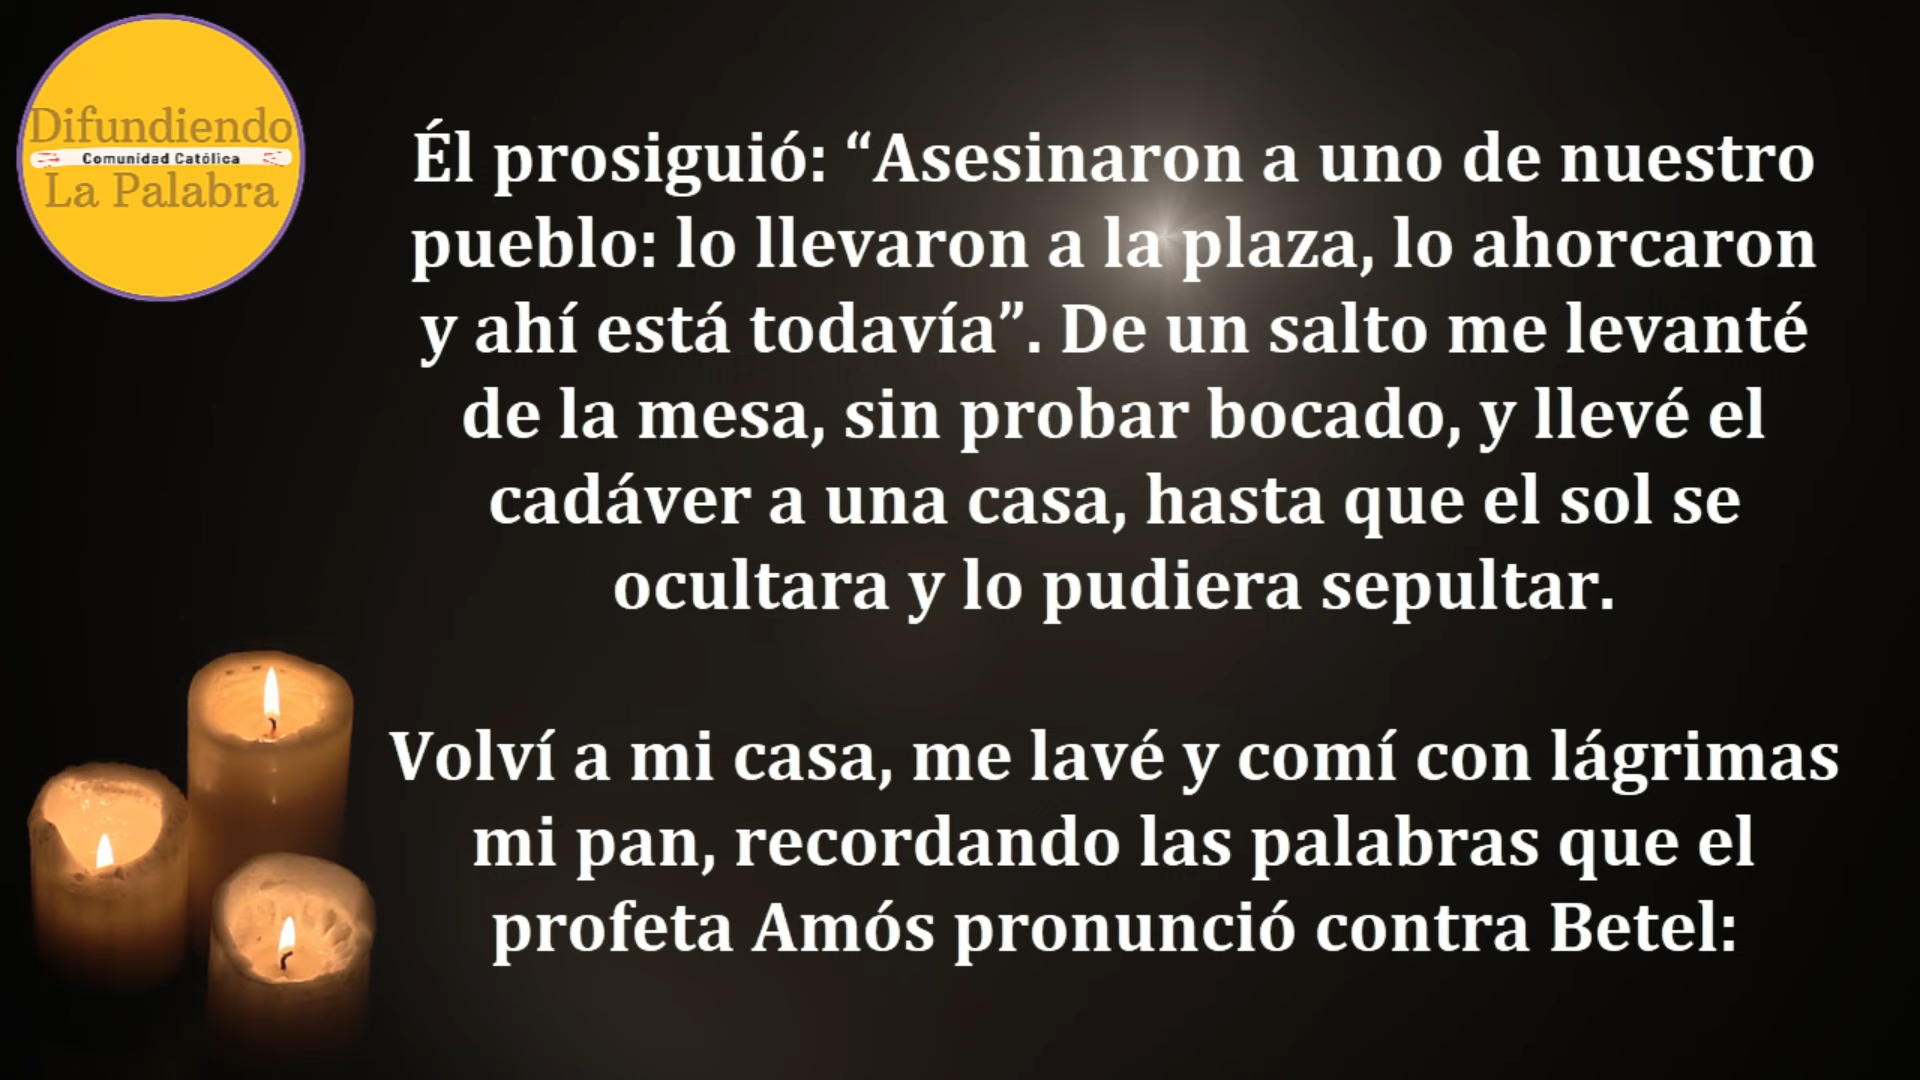 Difundiendo
Comunidad Católica
La Palabra
Él prosiguió: “Asesinaron a uno de nuestro
pueblo: lo llevaron a la plaza, lo ahorcaron
y ahí está todavía”. De un salto me levanté
de la mesa, sin probar bocado, y llevé el
cadáver a una casa, hasta que el sol se
ocultara y lo pudiera sepultar.
Volví a mi casa, me lavé y comí con lágrimas
mi pan, recordando las palabras que el
profeta Amós pronunció contra Betel: